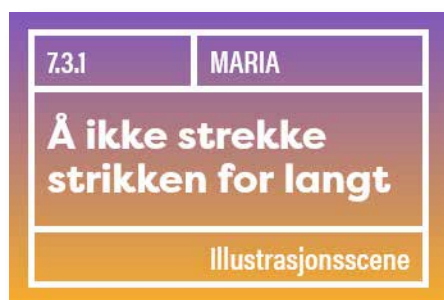 7.3.1
MARIA
Å ikke strekke
strikken for langt
Illustrasjonsscene